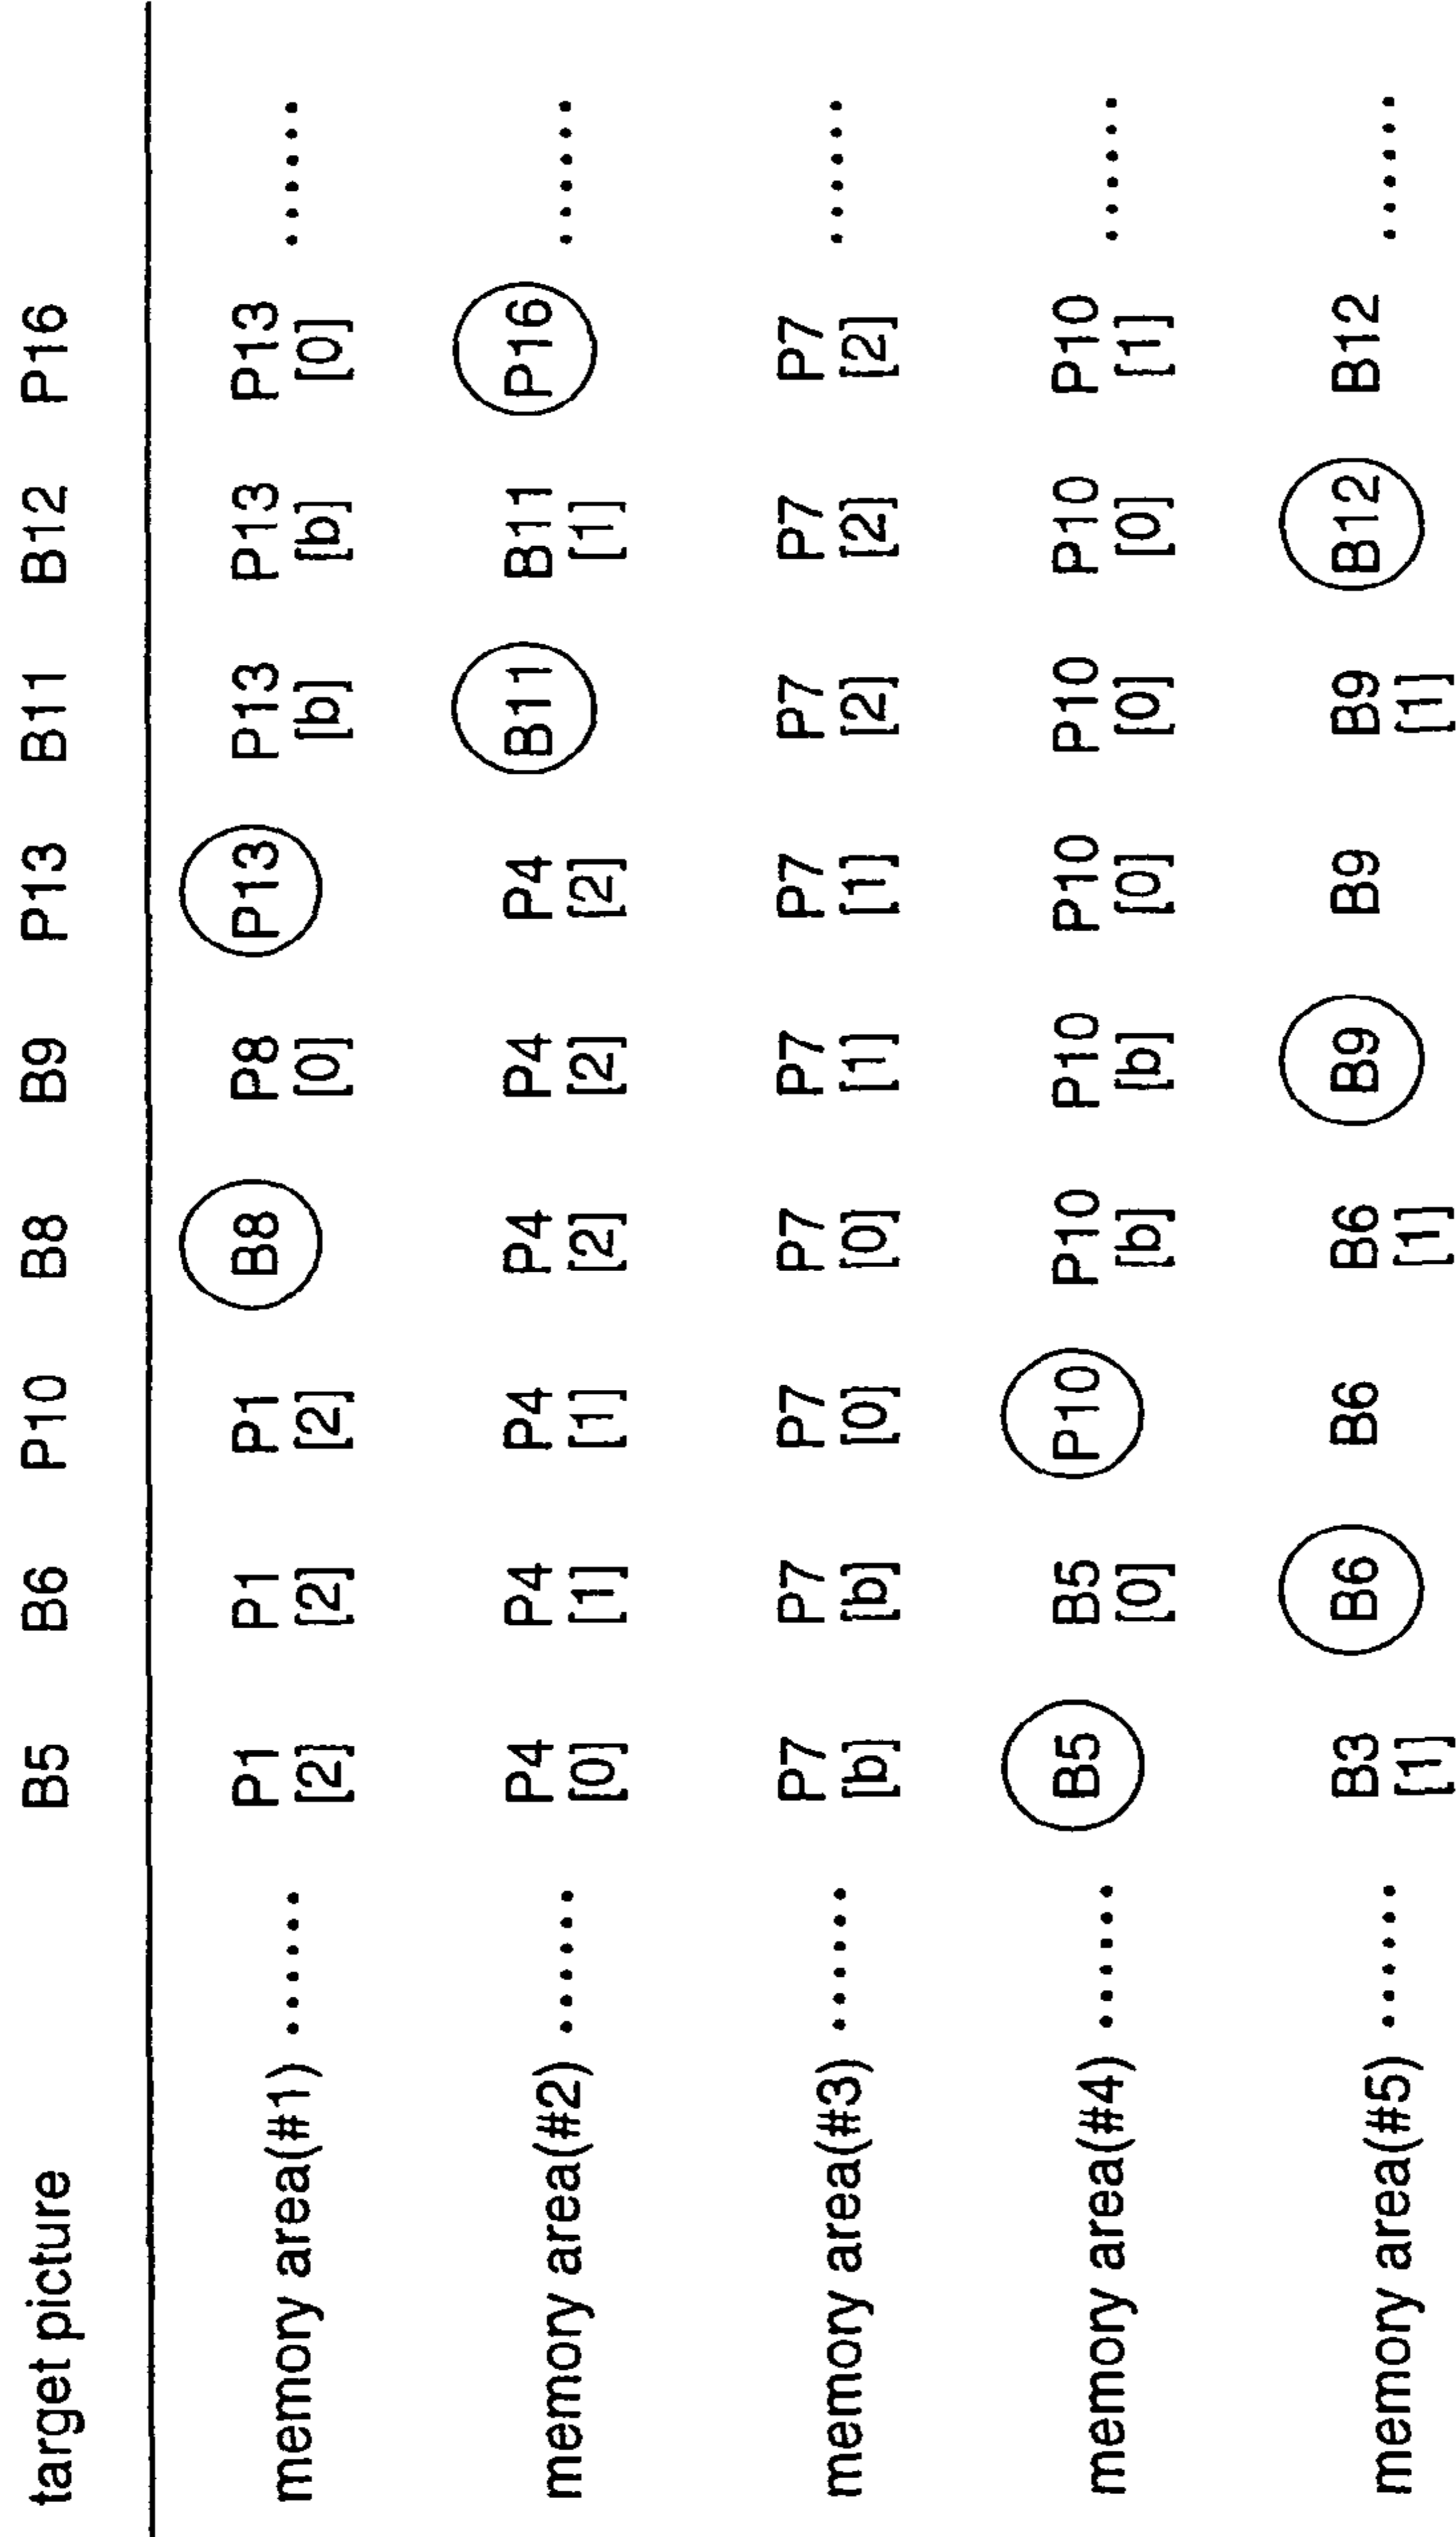 target picture B5 B6 P10 B8 B9 P13 B11 B12 P16
memory area(#1) ...... P1 P1 P1 B8 P8 P13 P13 P13 P13 ......
[2] [2] [2] [0] [b] [b] [0]
memory area(#2) ...... P4 P4 P4 P4 P4 P4 B11 B11 P16 ......
[0] [1] [1] [2] [2] [2] [1]
memory area(#3) ...... P7 P7 P7 P7 P7 P7 P7 P7 P7 ......
[b] [b] [0] [0] [1] [1] [2] [2] [2]
memory area(#4) ...... B5 B5 P10 P10 P10 P10 P10 P10 P10 ......
[0] [b] [b] [0] [0] [0] [1]
memory area(#5) ...... B3 B6 B6 B6 B9 B9 B9 B12 B12 ......
[1] [1] [1]